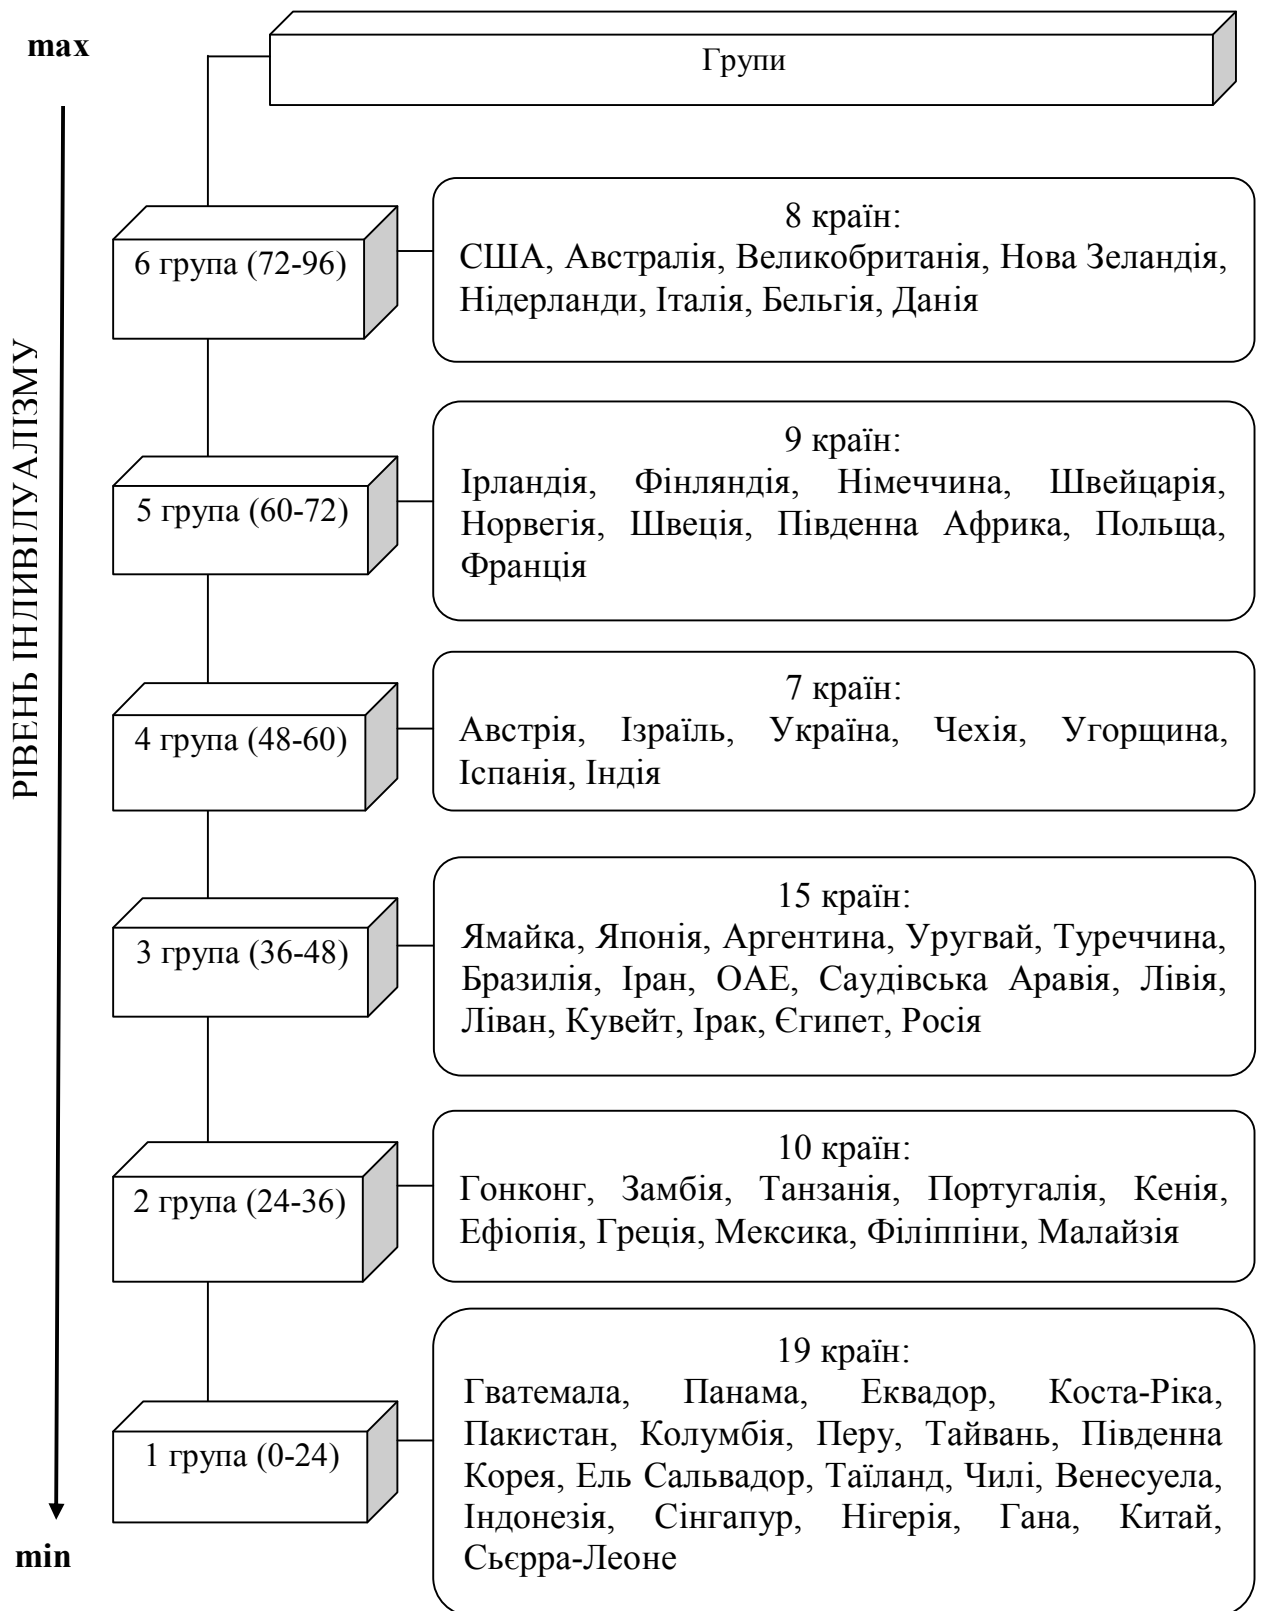 max
Групи
РІВЕНЬ ІНДИВІДУАЛІЗМУ
6 група (72-96)
8 країн:
США, Австралія, Великобританія, Нова Зеландія,
Нідерланди, Італія, Бельгія, Данія
5 група (60-72)
9 країн:
Ірландія, Фінляндія, Німеччина, Швейцарія,
Норвегія, Швеція, Південна Африка, Польща,
Франція
4 група (48-60)
7 країн:
Австрія, Ізраїль, Україна, Чехія, Угорщина,
Іспанія, Індія
3 група (36-48)
15 країн:
Ямайка, Японія, Аргентина, Уругвай, Туреччина,
Бразилія, Іран, ОАЕ, Саудівська Аравія, Лівія,
Ліван, Кувейт, Ірак, Єгипет, Росія
2 група (24-36)
10 країн:
Гонконг, Замбія, Танзанія, Португалія, Кенія,
Ефіопія, Греція, Мексика, Філіппіни, Малайзія
1 група (0-24)
19 країн:
Гватемала, Панама, Еквадор, Коста-Ріка,
Пакистан, Колумбія, Перу, Тайвань, Південна
Корея, Ель Сальвадор, Таїланд, Чилі, Венесуела,
Індонезія, Сінгапур, Нігерія, Гана, Китай,
Сьєрра-Леоне
min